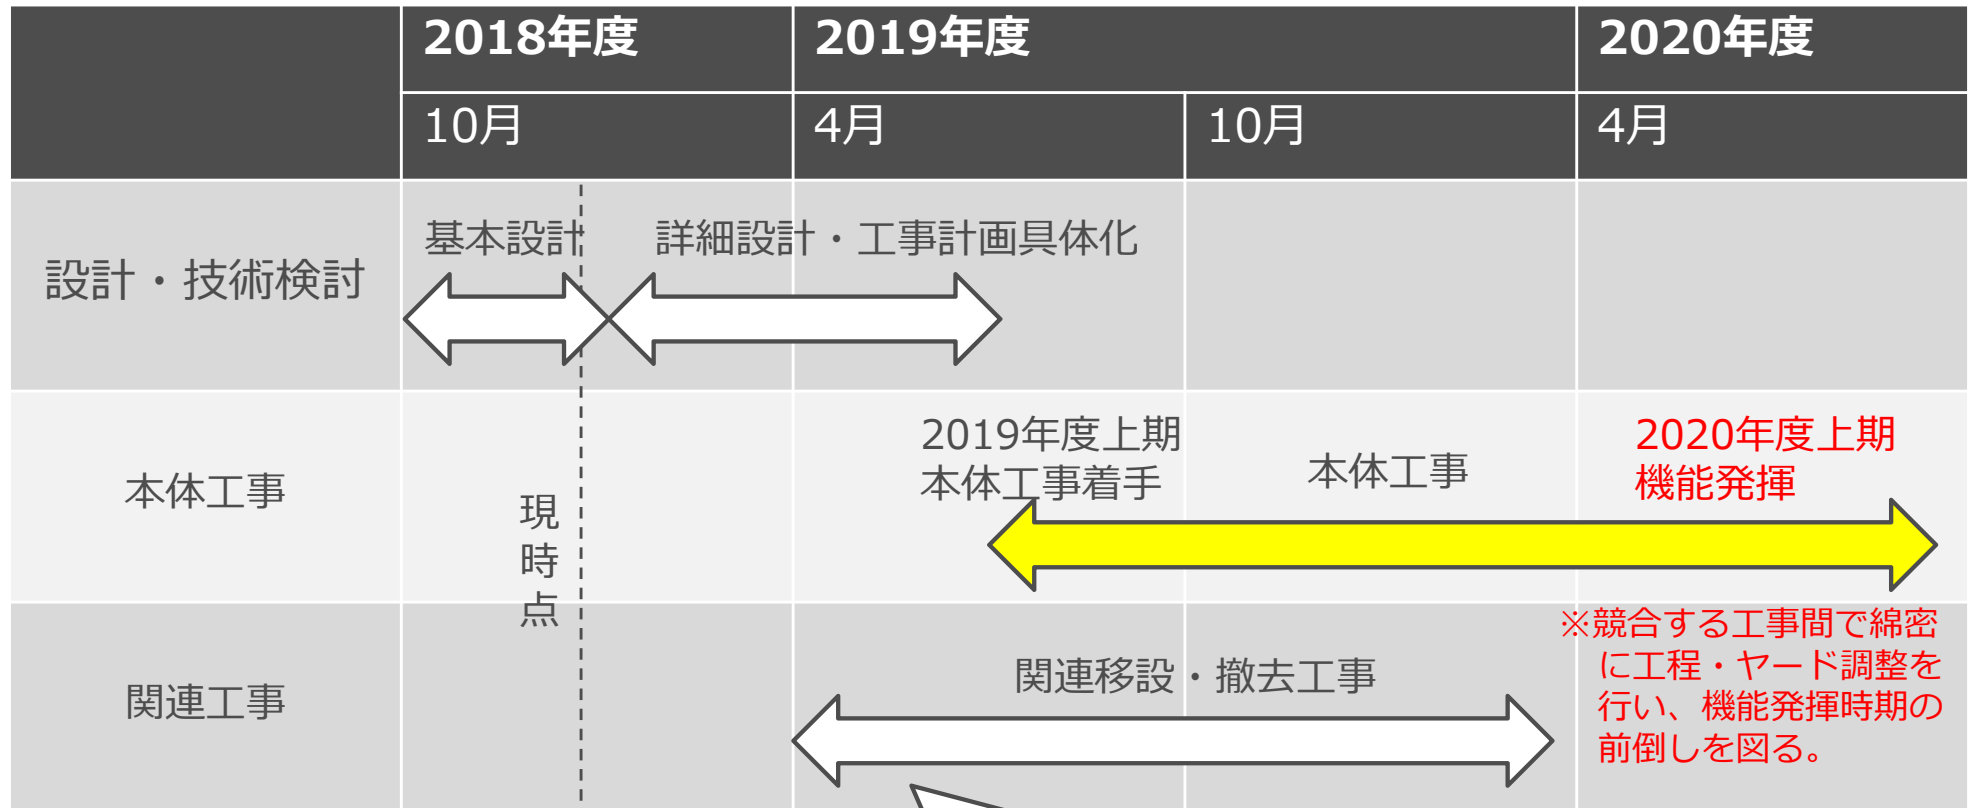 2018年度
2019年度
2020年度
10月
4月
10月
4月
設計・技術検討
基本設計
詳細設計・工事計画具体化
本体工事
現時点
2019年度上期
本体工事着手
本体工事
2020年度上期
機能発揮
関連工事
関連移設・撤去工事
※競合する工事間で綿密
に工程・ヤード調整を
行い、機能発揮時期の
前倒しを図る。